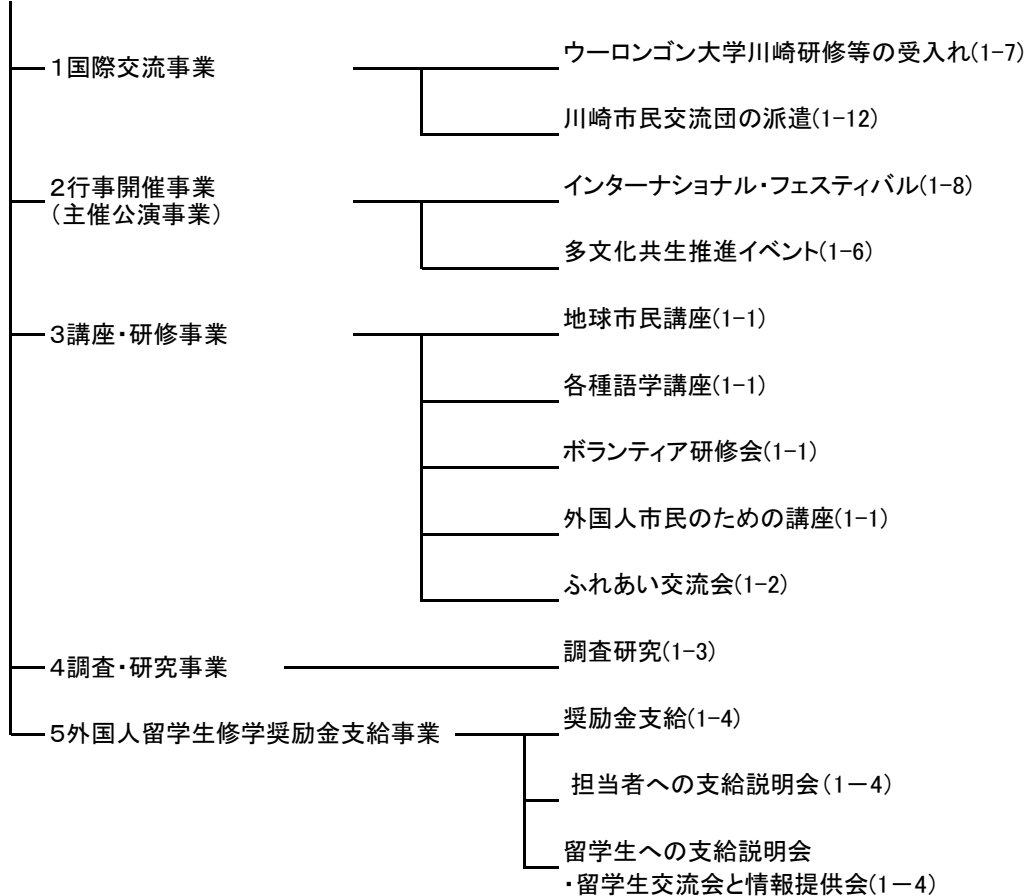 1国際交流事業
ウーロンゴン大学川崎研修等の受入れ(1-7)
川崎市民交流団の派遣(1-12)
2行事開催事業
(主催公演事業)
インターナショナル・フェスティバル(1-8)
多文化共生推進イベント(1-6)
3講座・研修事業
地球市民講座(1-1)
各種語学講座(1-1)
ボランティア研修会(1-1)
外国人市民のための講座(1-1)
ふれあい交流会(1-2)
4調査・研究事業
調査研究(1-3)
5外国人留学生修学奨励金支給事業
奨励金支給(1-4)
担当者への支給説明会(1-4)
留学生への支給説明会
・留学生交流会と情報提供会(1-4)